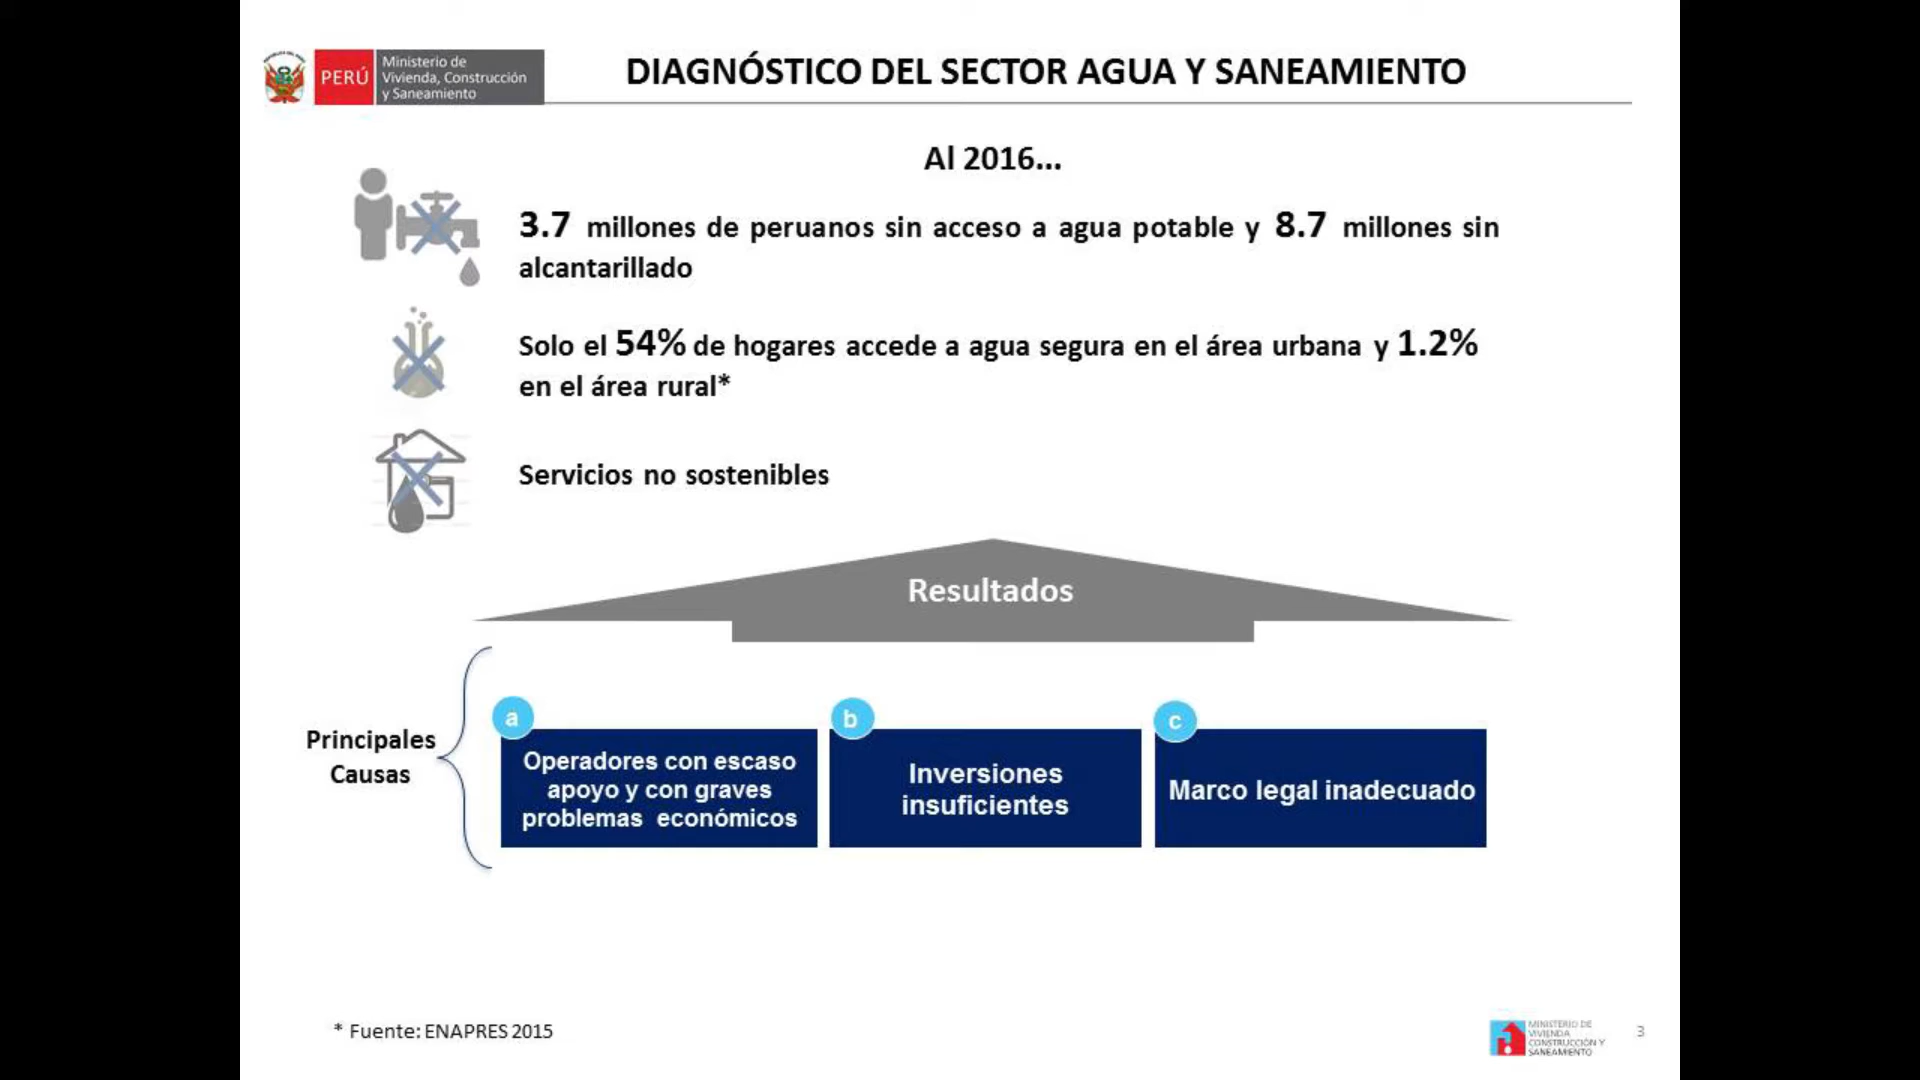 PERÚ
Ministerio de
Vivienda, Construcción
y Saneamiento
DIAGNÓSTICO DEL SECTOR AGUA Y SANEAMIENTO
Al 2016...
3.7 millones de peruanos sin acceso a agua potable y 8.7 millones sin
alcantarillado
Solo el 54% de hogares accede a agua segura en el área urbana y 1.2%
en el área rural*
Servicios no sostenibles
Resultados
Principales
Causas
a
Operadores con escaso
apoyo y con graves
problemas económicos
b
Inversiones
insuficientes
c
Marco legal inadecuado
* Fuente: ENAPRES 2015
MINISTERIO DE
VIVIENDA
CONSTRUCCIÓN Y
SANEAMIENTO
3